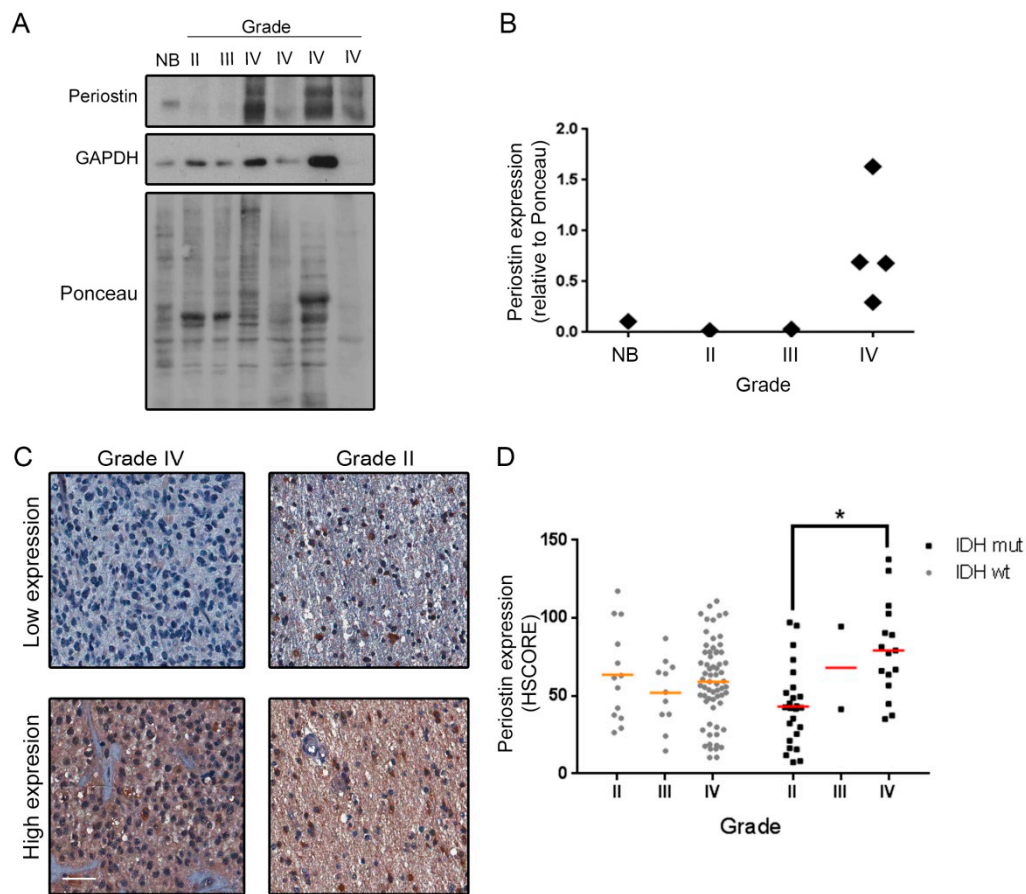 A
Grade
NB II III IV IV IV IV
Periostin
GAPDH
Ponceau
B
Periostin expression
(relative to Ponceau)
2.0
1.5
1.0
0.5
0.0
NB II III IV
Grade
C
Grade IV Grade II
Low expression
High expression
D
Periostin expression
(HSCORE)
150
100
50
0
*
IDH mut
IDH wt
II III IV II III IV
Grade